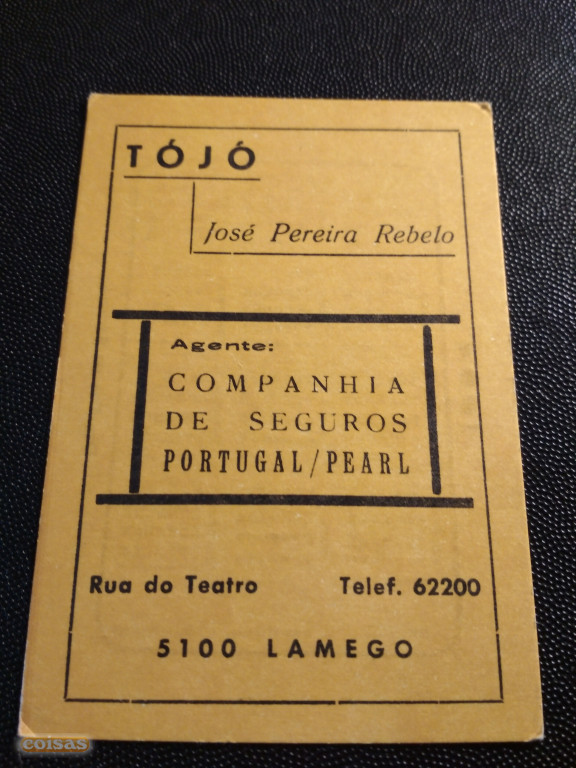 TÓJÓ
José Pereira Rebelo
Agente:
COMPANHIA
DE SEGUROS
PORTUGAL/PEARL
Rua do Teatro Telef. 62200
5100 LAMEGO
coisas